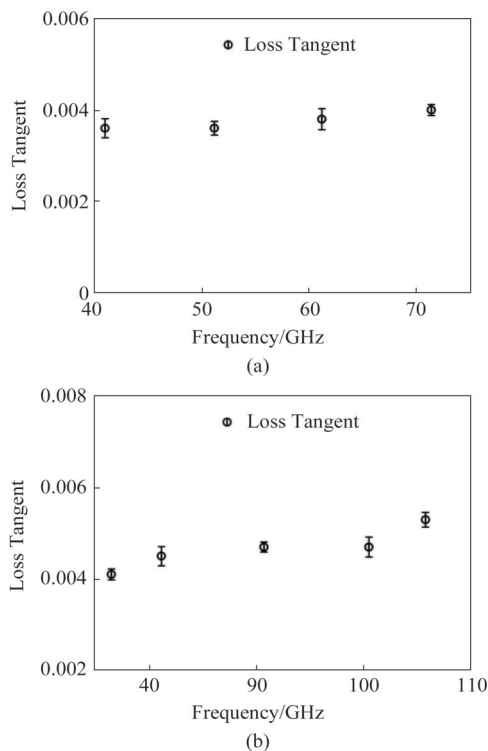 0.006
Loss Tangent
0.004
0.002
0
Loss Tangent
40 50 60 70
Frequency/GHz
(a)
0.008
Loss Tangent
0.006
0.004
0.002
Loss Tangent
40 90 100 110
Frequency/GHz
(b)